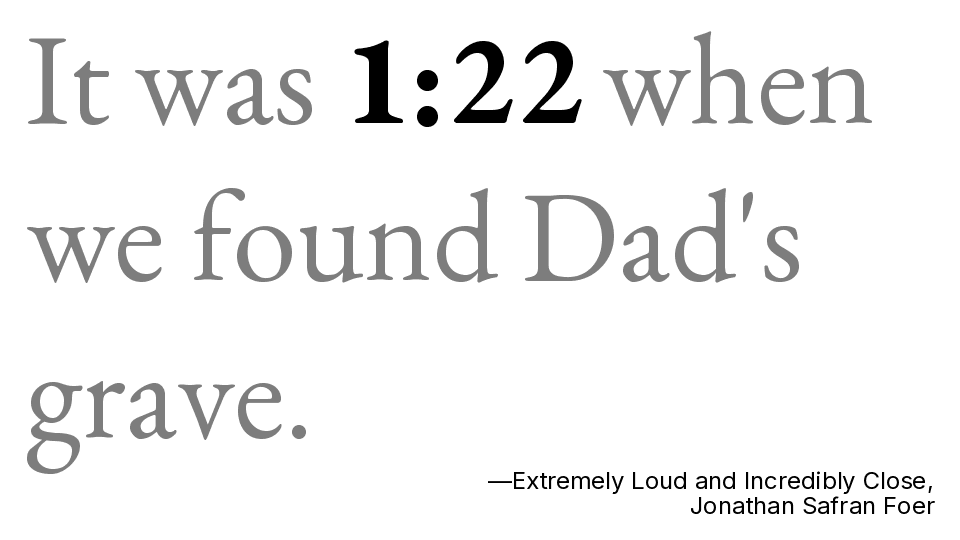 It was 1:22 when
we found Dad's
grave.
—Extremely Loud and Incredibly Close,
Jonathan Safran Foer